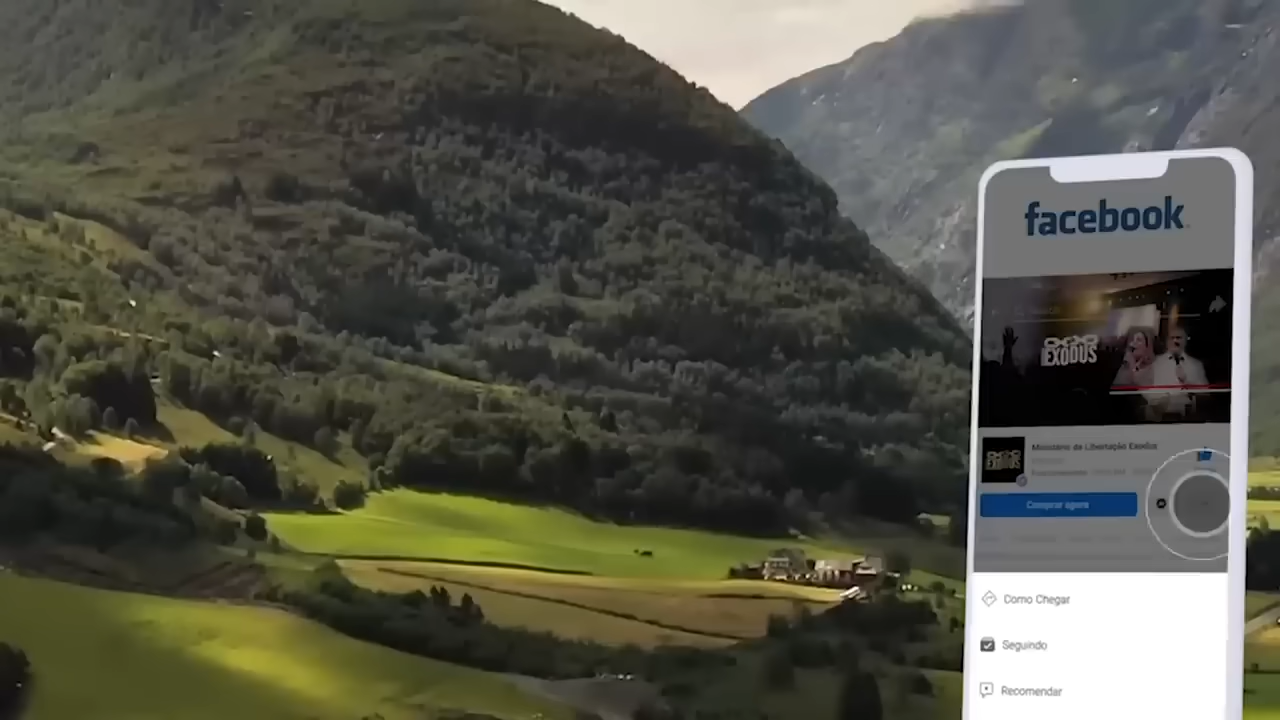 facebook
EXODUS
Ministério de Libertação Exodus
Comprar agora
Como Chegar
Seguindo
Recomendar